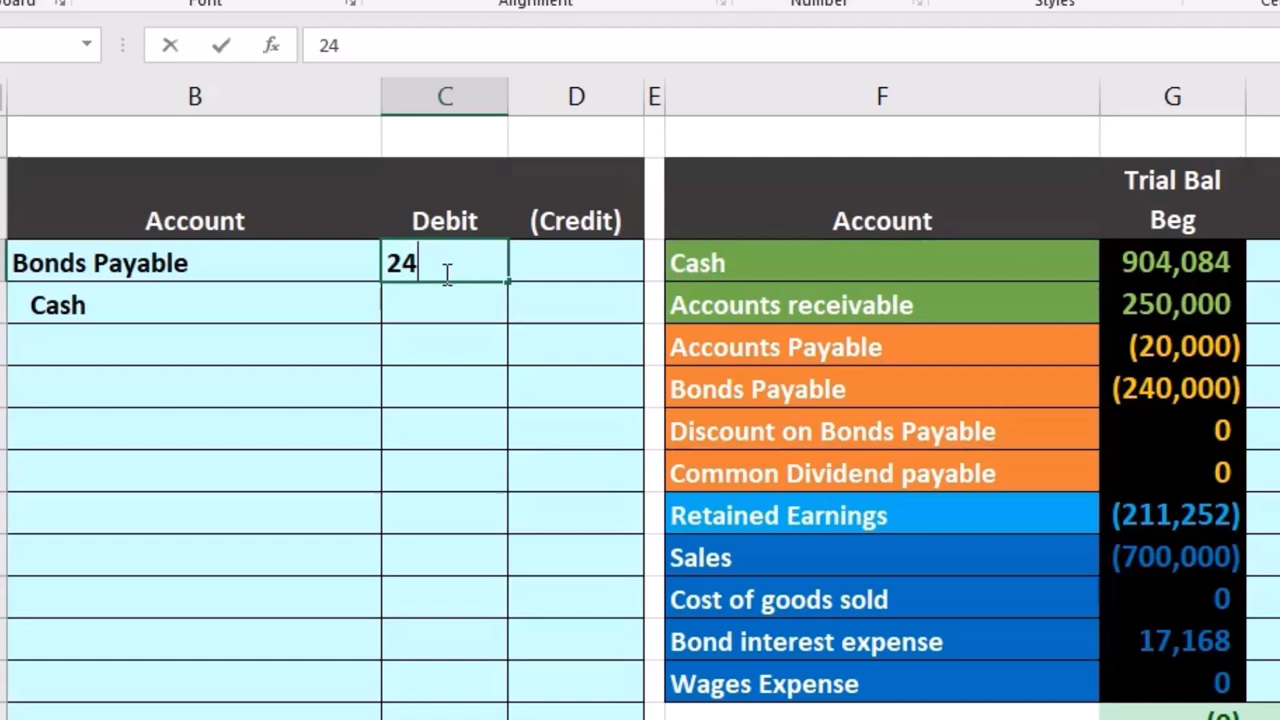 Font
Alignment
Number
Styles
24
B C D E F G
Account Debit (Credit) Account Trial Bal Beg
Bonds Payable 24 Cash 904,084
Cash Accounts receivable 250,000
Accounts Payable (20,000)
Bonds Payable (240,000)
Discount on Bonds Payable 0
Common Dividend payable 0
Retained Earnings (211,252)
Sales (700,000)
Cost of goods sold 0
Bond interest expense 17,168
Wages Expense 0